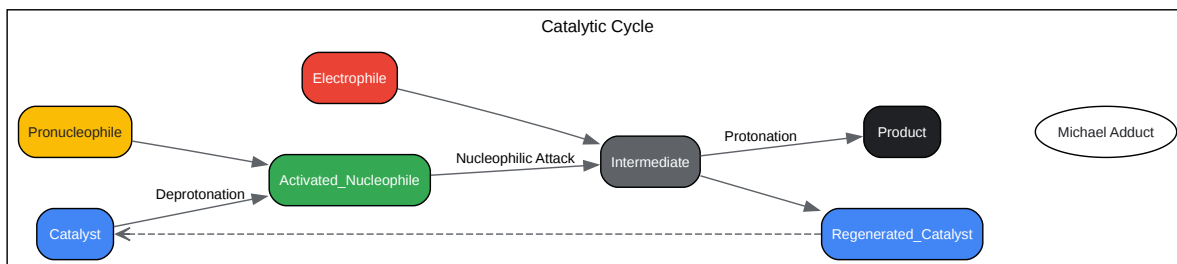 Catalytic Cycle
Electrophile
Pronucleophile
Protonation
Product
Michael Adduct
Nucleophilic Attack
Intermediate
Activated_Nucleophile
Deprotonation
Catalyst
Regenerated_Catalyst